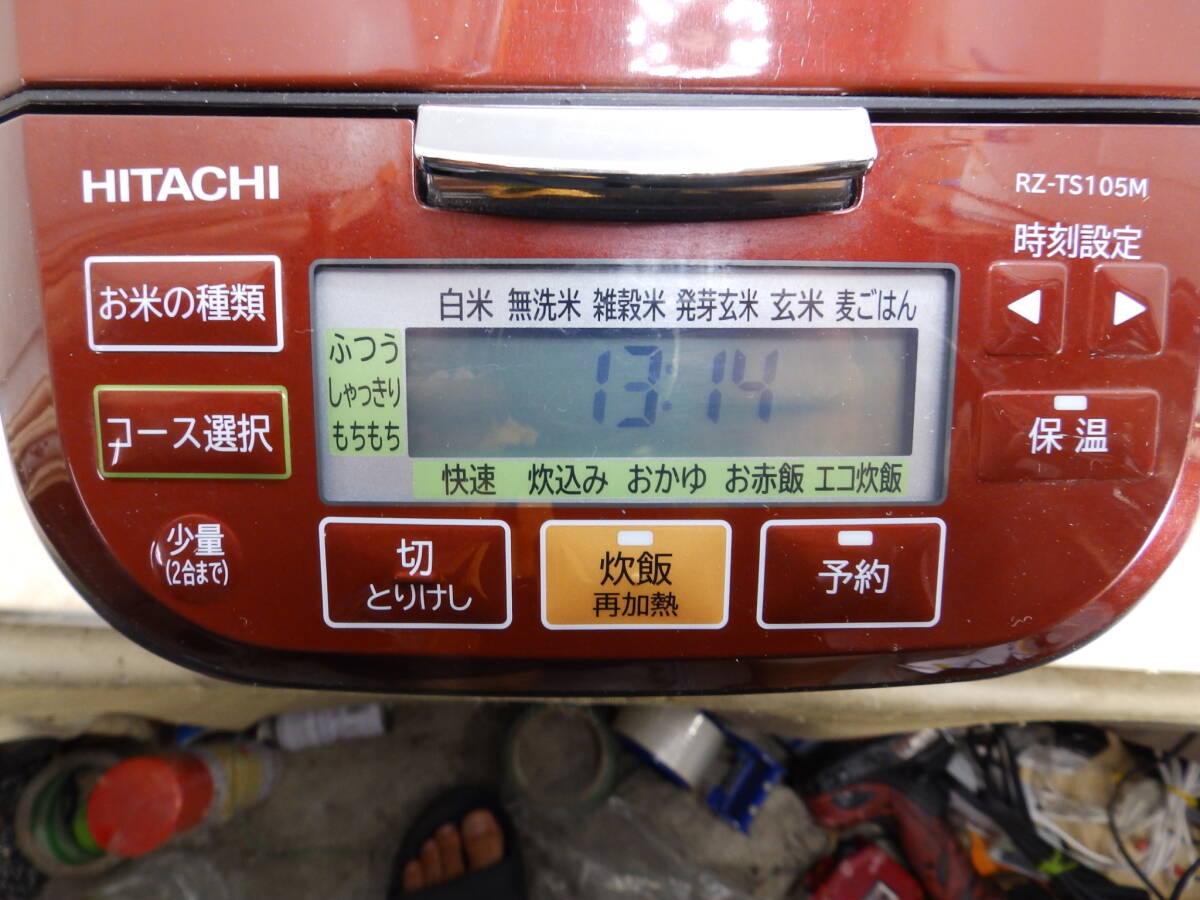 HITACHI
RZ-TS105M
時刻設定
お米の種類
白米 無洗米 雑穀米 発芽玄米 玄米 麦ごはん
ふつう
しゃっきり
もちもち
13:14
コース選択
保温
快速 炊込み おかゆ お赤飯 エコ炊飯
少量
(2合まで)
切
とりけし
炊飯
再加熱
予約